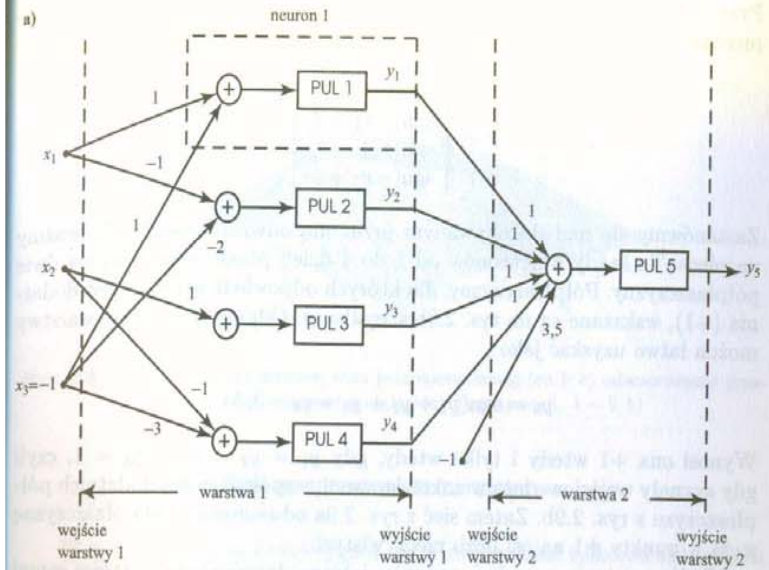 a)
neuron 1
1
PUL 1
y₁
x₁
-1
1
PUL 2
y₂
-2
1
x₂
1
PUL 3
y₃
1
PUL 5
y₅
3,5
x₃=-1
-1
-3
PUL 4
y₄
-1
warstwa 1
warstwa 2
wejście
warstwy 1
wyjście
warstwy 1
wejście
warstwy 2
wyjście
warstwy 2